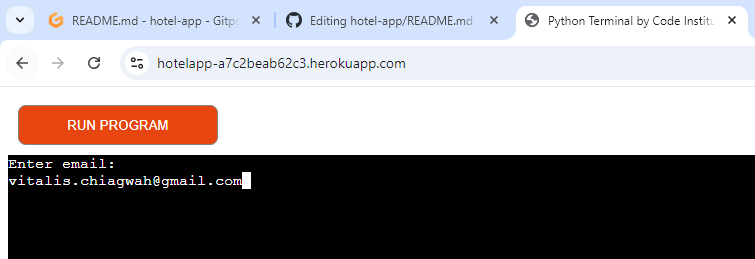 README.md - hotel-app - Gitpo
Editing hotel-app/README.md
Python Terminal by Code Institu
hotelapp-a7c2beab62c3.herokuapp.com
RUN PROGRAM
Enter email:
vitalis.chiagwah@gmail.com